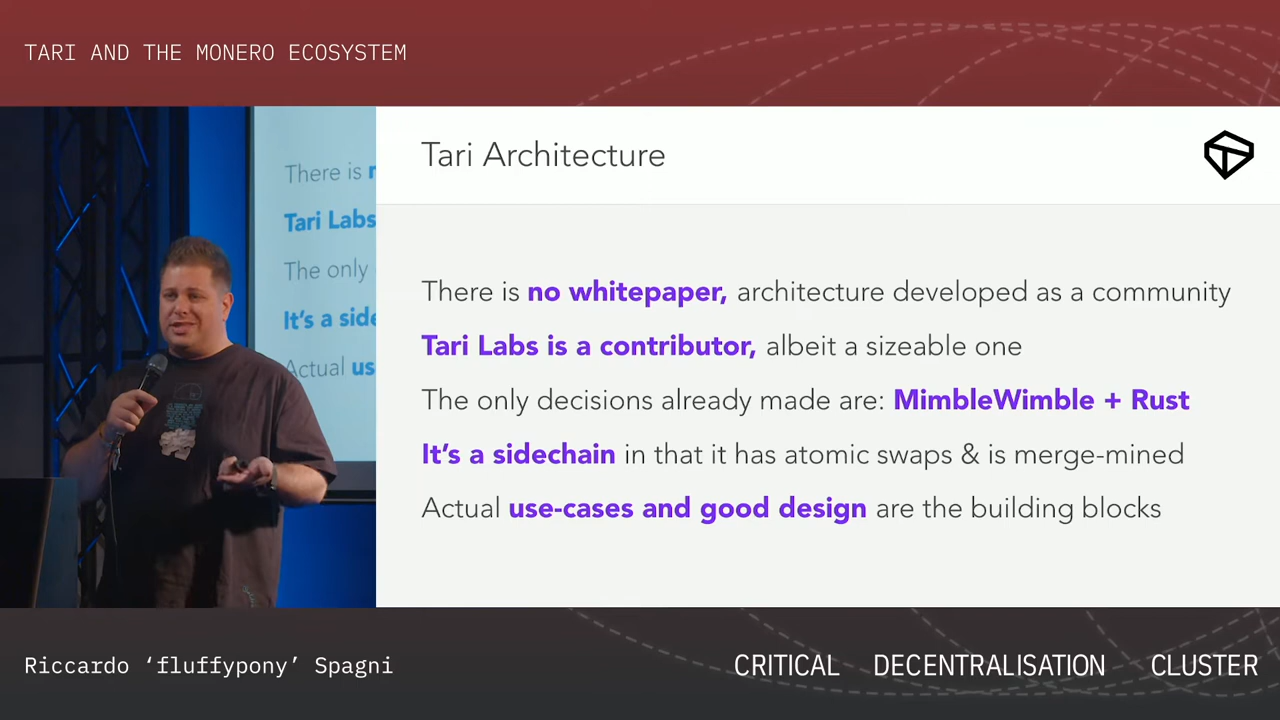 TARI AND THE MONERO ECOSYSTEM
There is
Tari Labs
The only
It's a side
Actual us
Tari Architecture
There is no whitepaper, architecture developed as a community
Tari Labs is a contributor, albeit a sizeable one
The only decisions already made are: MimbleWimble + Rust
It's a sidechain in that it has atomic swaps & is merge-mined
Actual use-cases and good design are the building blocks
Riccardo ‘fluffypony’ Spagni
CRITICAL DECENTRALISATION CLUSTER